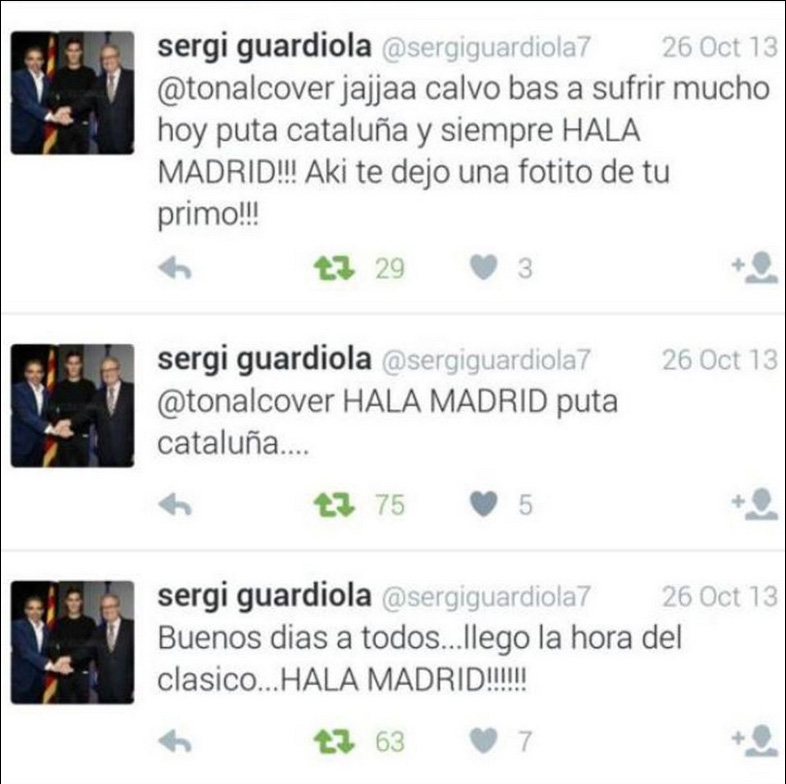 sergi guardiola @sergiguardiola7 26 Oct 13
@tonalcover jajjaa calvo bas a sufrir mucho
hoy puta cataluña y siempre HALA
MADRID!!! Aki te dejo una fotito de tu
primo!!!
29 3
sergi guardiola @sergiguardiola7 26 Oct 13
@tonalcover HALA MADRID puta
cataluña....
75 5
sergi guardiola @sergiguardiola7 26 Oct 13
Buenos dias a todos...llego la hora del
clasico...HALA MADRID!!!!!!
63 7